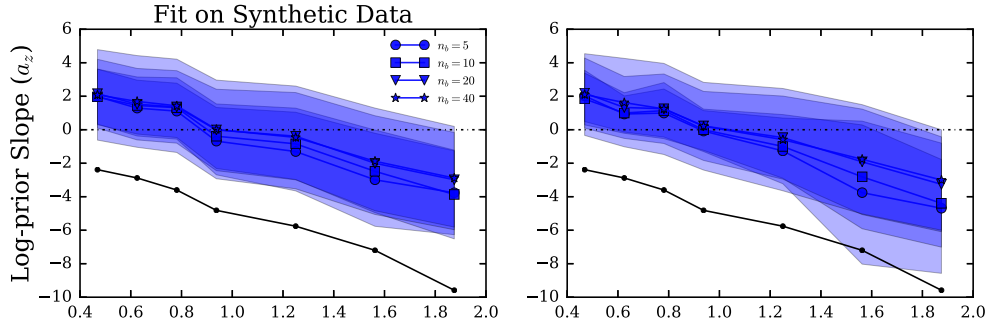 Fit on Synthetic Data
Log-prior Slope (a_z)
6
4
2
0
−2
−4
−6
−8
−10
n_b = 5
n_b = 10
n_b = 20
n_b = 40
0.4 0.6 0.8 1.0 1.2 1.4 1.6 1.8 2.0
6
4
2
0
−2
−4
−6
−8
−10
0.4 0.6 0.8 1.0 1.2 1.4 1.6 1.8 2.0